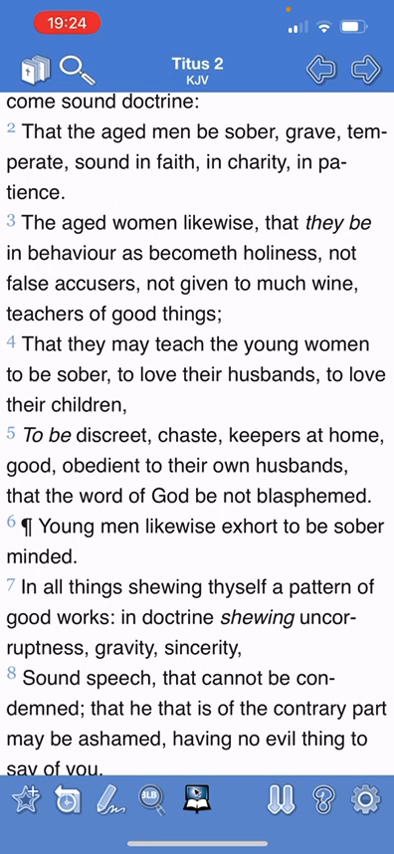 19:24
Titus 2
KJV
come sound doctrine:
2 That the aged men be sober, grave, tem-
perate, sound in faith, in charity, in pa-
tience.
3 The aged women likewise, that they be
in behaviour as becometh holiness, not
false accusers, not given to much wine,
teachers of good things;
4 That they may teach the young women
to be sober, to love their husbands, to love
their children,
5 To be discreet, chaste, keepers at home,
good, obedient to their own husbands,
that the word of God be not blasphemed.
6 ¶ Young men likewise exhort to be sober
minded.
7 In all things shewing thyself a pattern of
good works: in doctrine shewing uncor-
ruptness, gravity, sincerity,
8 Sound speech, that cannot be con-
demned; that he that is of the contrary part
may be ashamed, having no evil thing to
say of you.
3LB